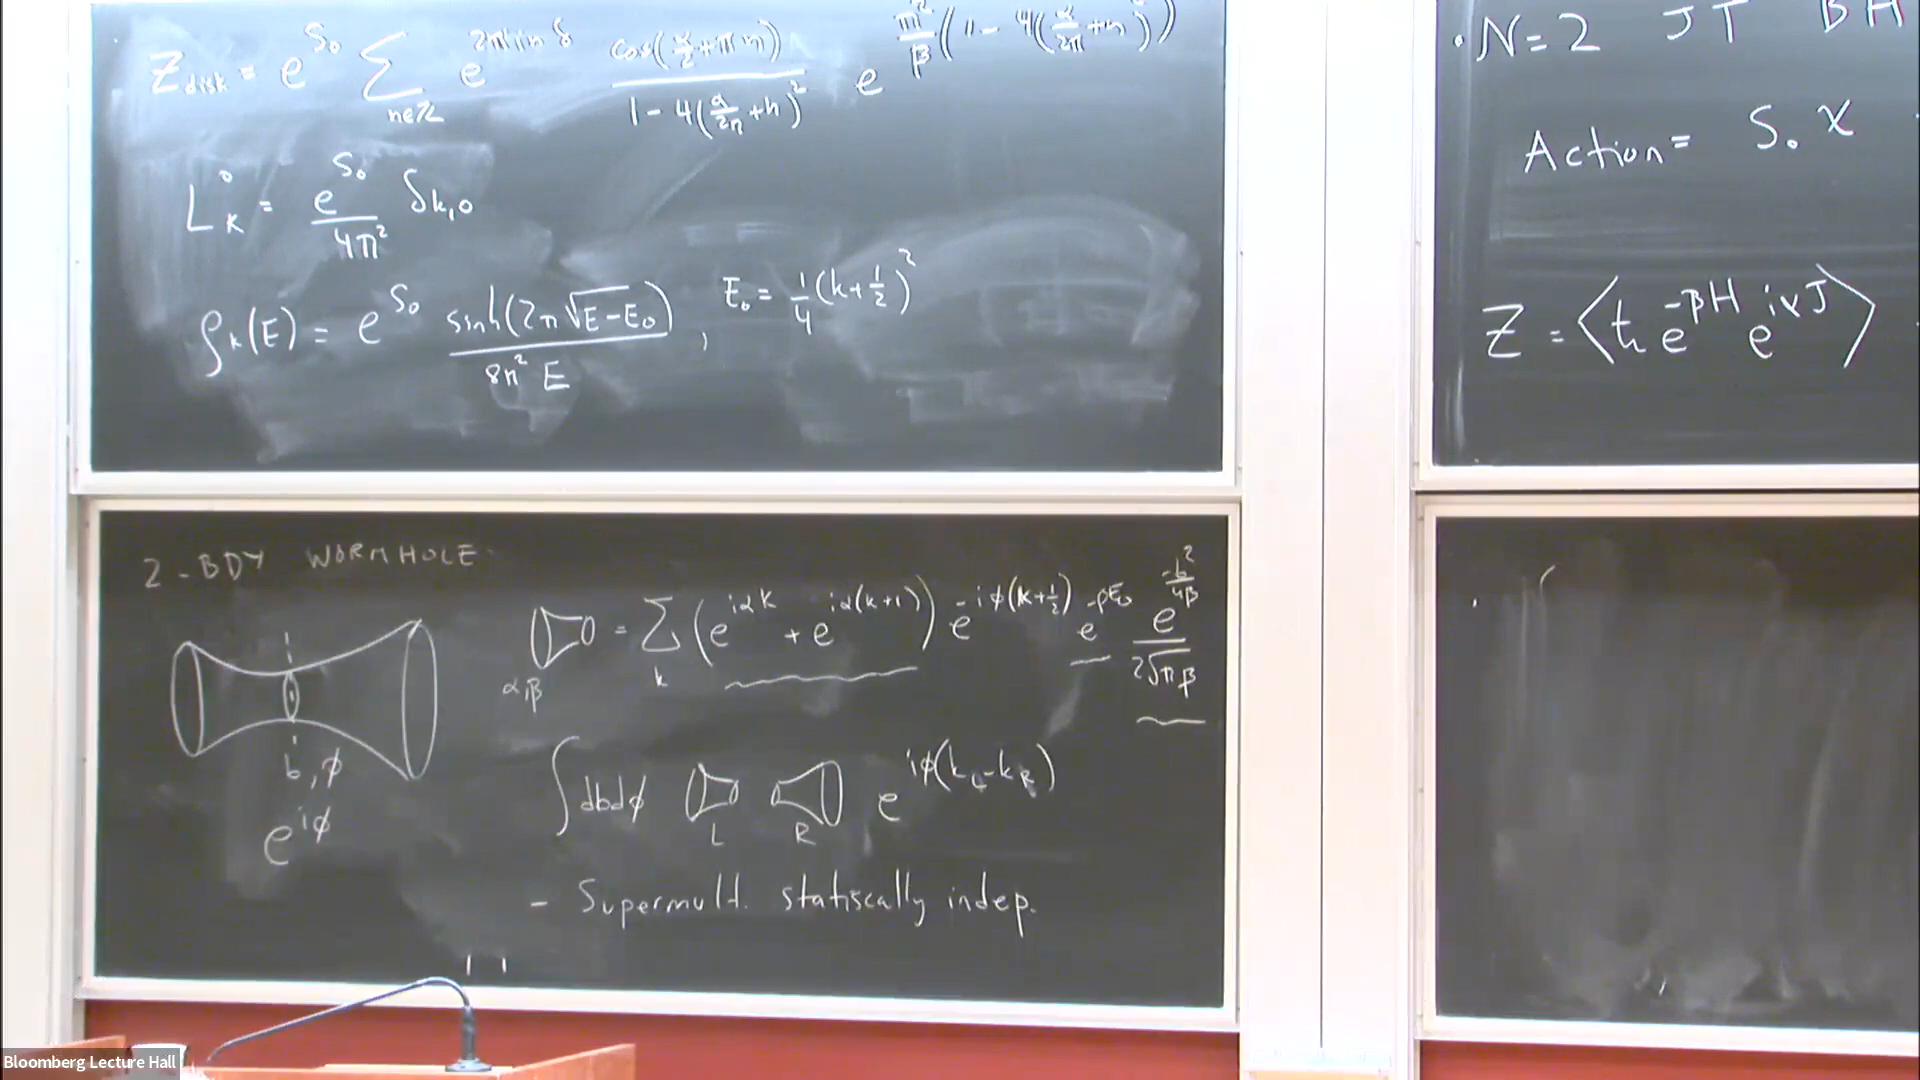 Z_disk = e^{S_0} Σ_{n∈ℤ} e^{2πi n δ} cos(α/2 + πn) / (1 - 4(α/2π + n)^2) e^{π^2/β (1 - 4(α/2π + n)^2)}
L_K^0 = e^{S_0} / 4π^2 δ_{k,0}
ρ_K(E) = e^{S_0} sinh(2π √(E-E_0)) / 8π^2 E , E_0 = 1/4 (k + 1/2)^2
• N=2 JT BH
Action = S_0 χ
Z = ⟨tr e^{-βH} e^{iαJ}⟩
2-BDY WORMHOLE
α,β = Σ_k (e^{iαk} + e^{iα(k+1)}) e^{-iφ(k+1/2)} e^{-βE_0} e^{-b^2/4β} / 2√πβ
b, φ
e^{iφ}
∫ db dφ L R e^{iφ(k_L - k_R)}
- Supermult. statiscally indep.
Bloomberg Lecture Hall